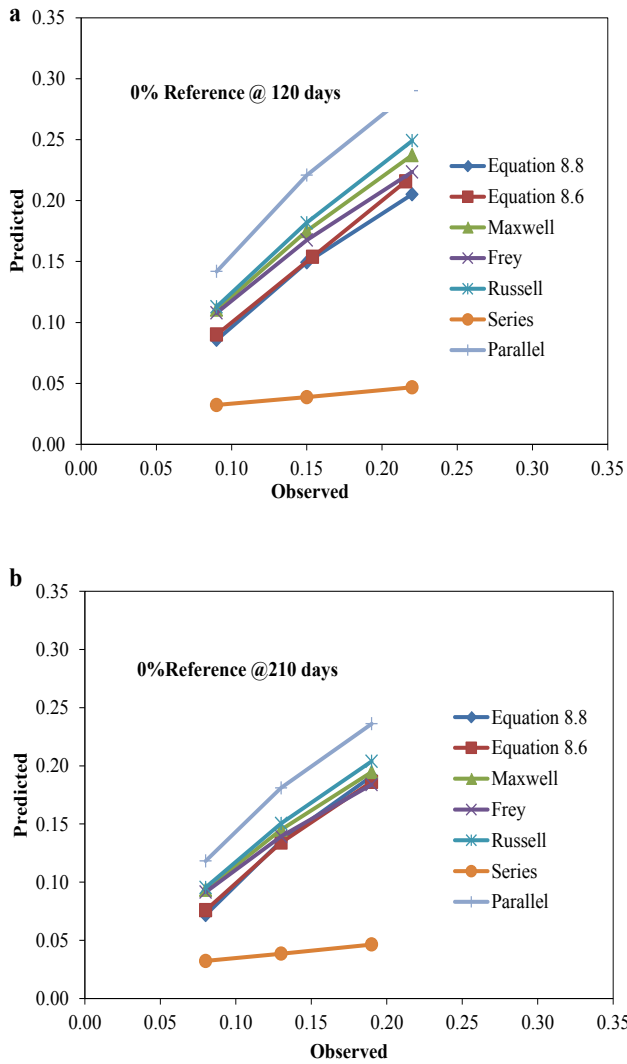 a
0.35
0.30
0% Reference @ 120 days
0.25
0.20
0.15
0.10
0.05
0.00
Predicted
Equation 8.8
Equation 8.6
Maxwell
Frey
Russell
Series
Parallel
0.00 0.05 0.10 0.15 0.20 0.25 0.30 0.35
Observed
b
0.35
0.30
0%Reference @210 days
0.25
0.20
0.15
0.10
0.05
0.00
Predicted
Equation 8.8
Equation 8.6
Maxwell
Frey
Russell
Series
Parallel
0.00 0.05 0.10 0.15 0.20 0.25 0.30 0.35
Observed